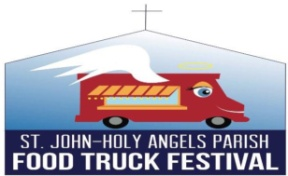 ST. JOHN-HOLY ANGELS PARISH
FOOD TRUCK FESTIVAL